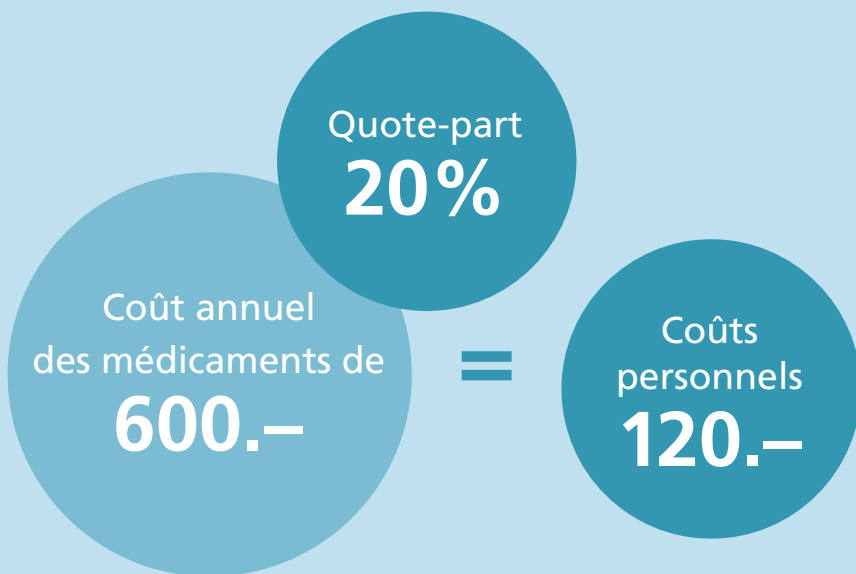 Quote-part
20%
Coût annuel
des médicaments de
600.–
=
Coûts
personnels
120.–